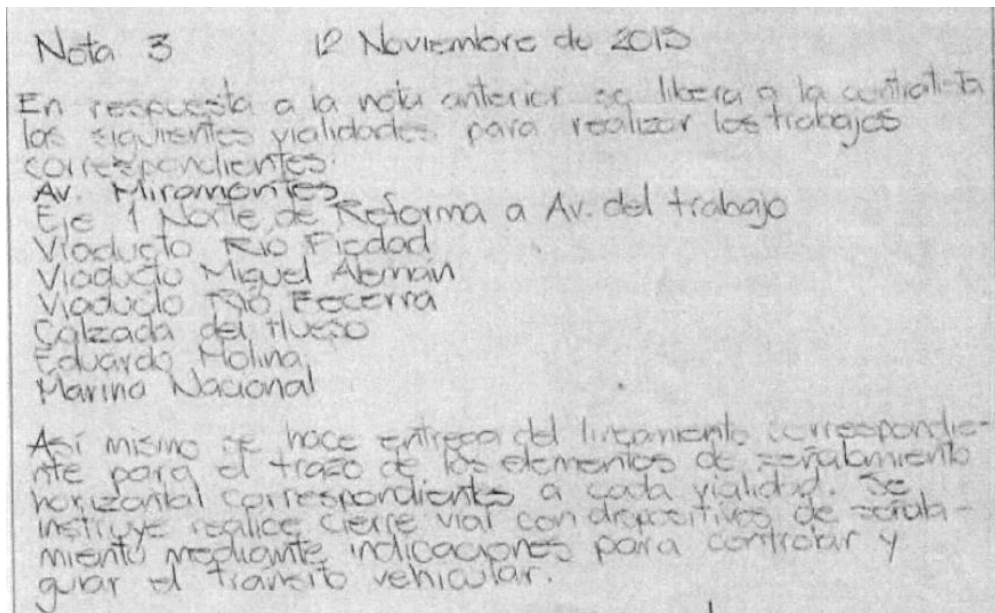 Nota 3 12 Noviembre de 2013
En respuesta a la nota anterior se libera a la contratista
las siguientes vialidades para realizar los trabajos
correspondientes:
Av. Miramontes
Eje 1 Norte de Reforma a Av. del trabajo
Viaducto Rio Piedad
Viaducto Miguel Aleman
Viaducto Rio Becerra
Calzada del Hueso
Eduardo Molina
Marina Nacional
Así mismo se hace entrega del lineamiento correspondie-
nte para el trazo de los elementos de señalamiento
horizontal correspondientes a cada vialidad. Se
instruye realice cierre vial con dispositivos de señala-
miento mediante indicaciones para controlar y
guiar el transito vehicular.